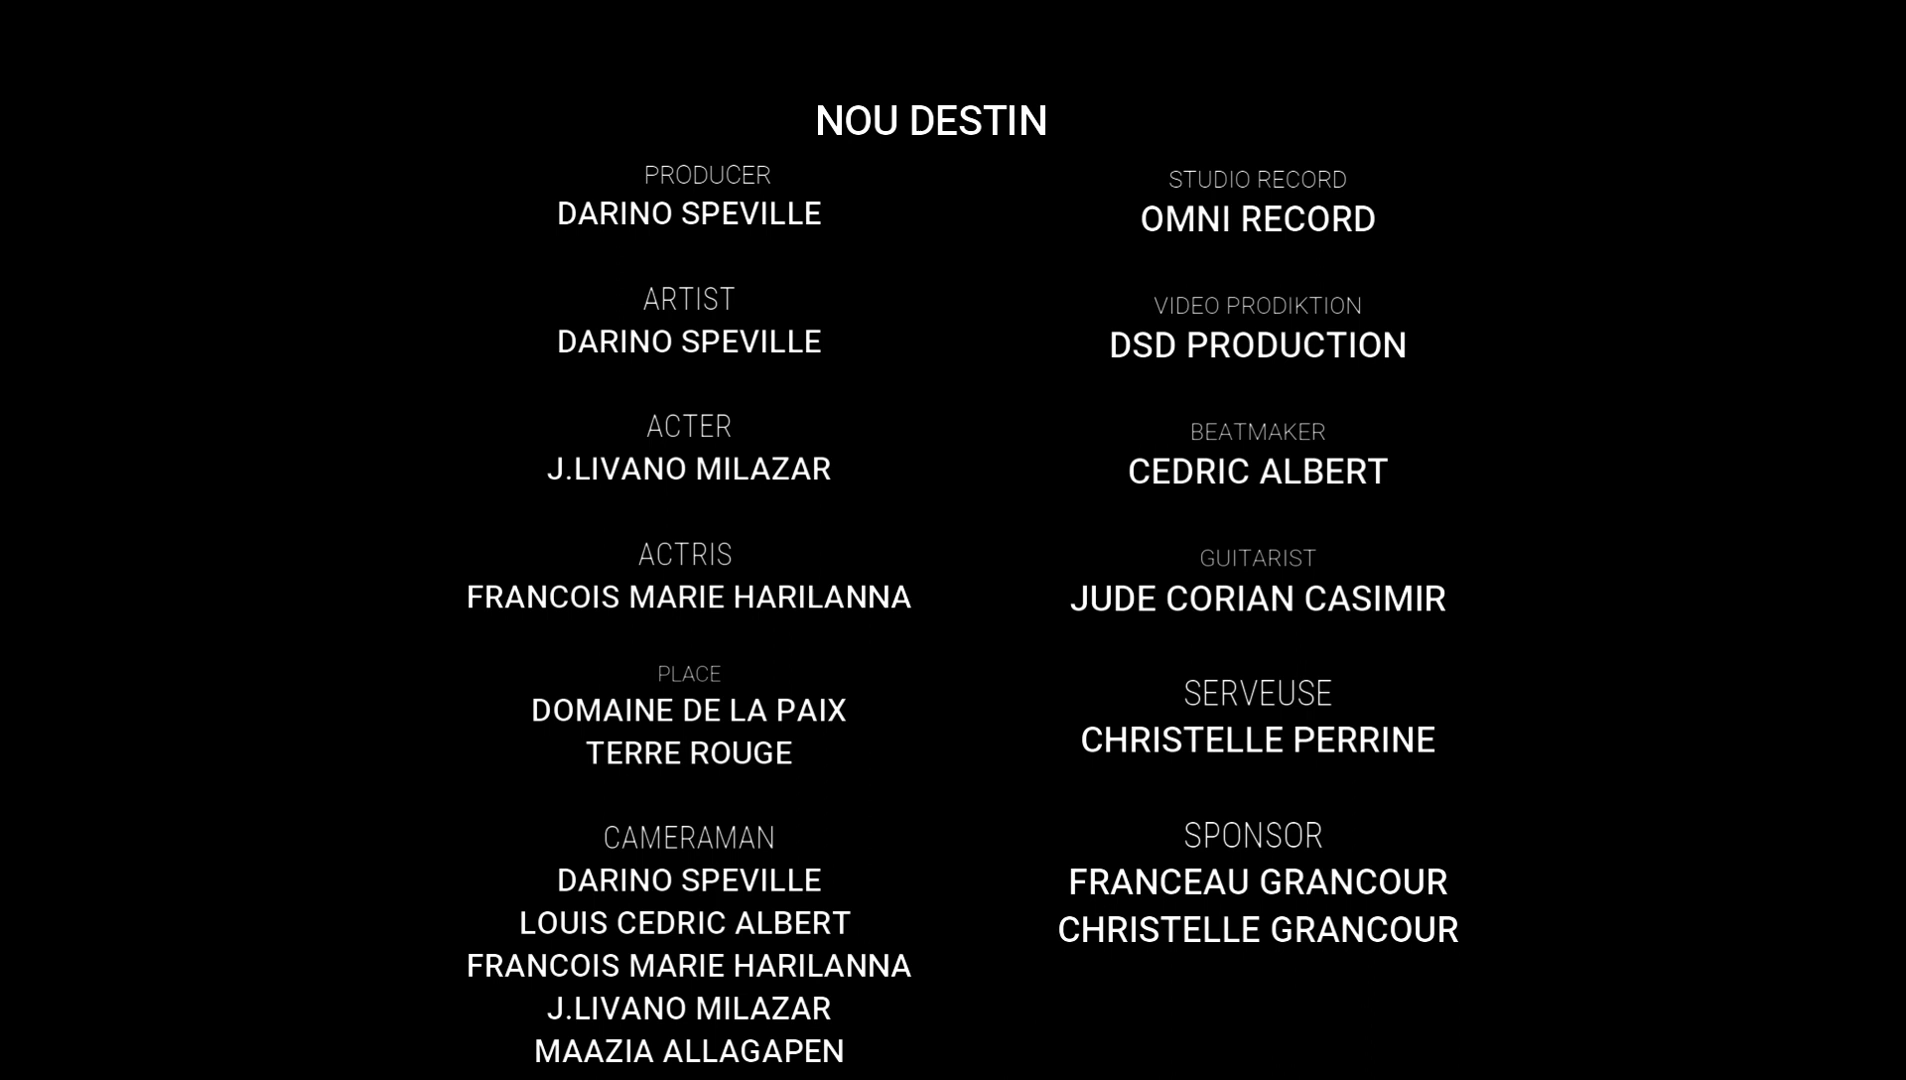 NOU DESTIN
PRODUCER
DARINO SPEVILLE
ARTIST
DARINO SPEVILLE
ACTER
J.LIVANO MILAZAR
ACTRIS
FRANCOIS MARIE HARILANNA
PLACE
DOMAINE DE LA PAIX
TERRE ROUGE
CAMERAMAN
DARINO SPEVILLE
LOUIS CEDRIC ALBERT
FRANCOIS MARIE HARILANNA
J.LIVANO MILAZAR
MAAZIA ALLAGAPEN
STUDIO RECORD
OMNI RECORD
VIDEO PRODIKTION
DSD PRODUCTION
BEATMAKER
CEDRIC ALBERT
GUITARIST
JUDE CORIAN CASIMIR
SERVEUSE
CHRISTELLE PERRINE
SPONSOR
FRANCEAU GRANCOUR
CHRISTELLE GRANCOUR